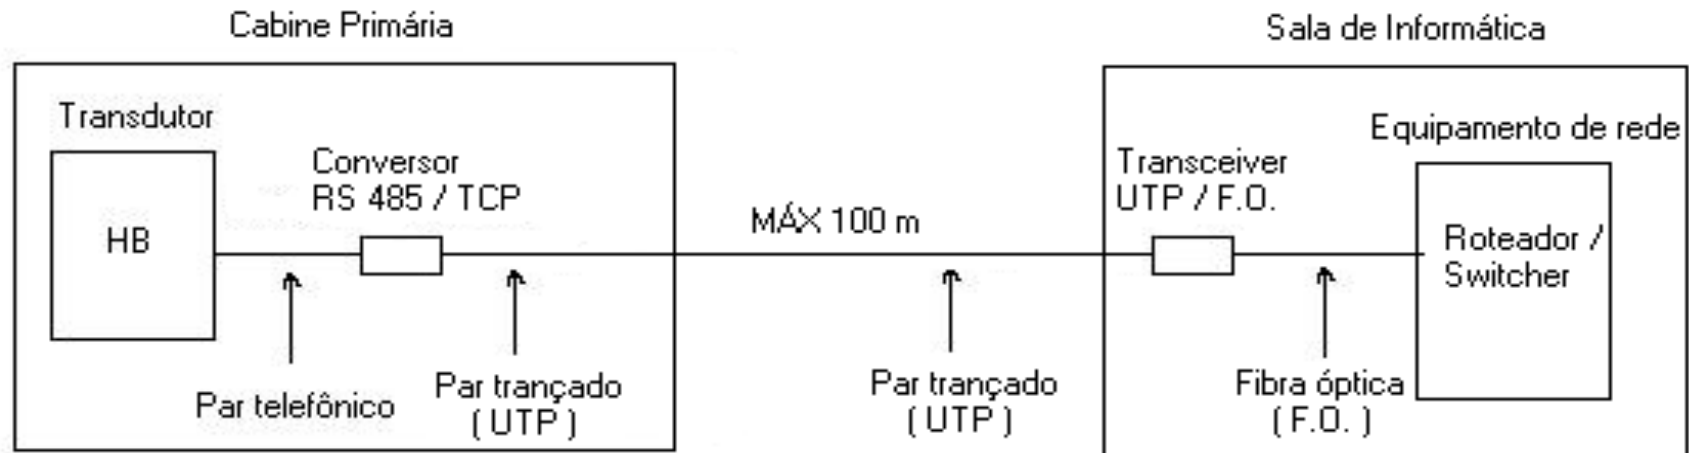 Cabine Primária
Sala de Informática
Transdutor
HB
Conversor
RS 485 / TCP
Par telefônico
Par trançado
( UTP )
MÁX 100 m
Par trançado
( UTP )
Transceiver
UTP / F.O.
Fibra óptica
( F.O. )
Equipamento de rede
Roteador /
Switcher